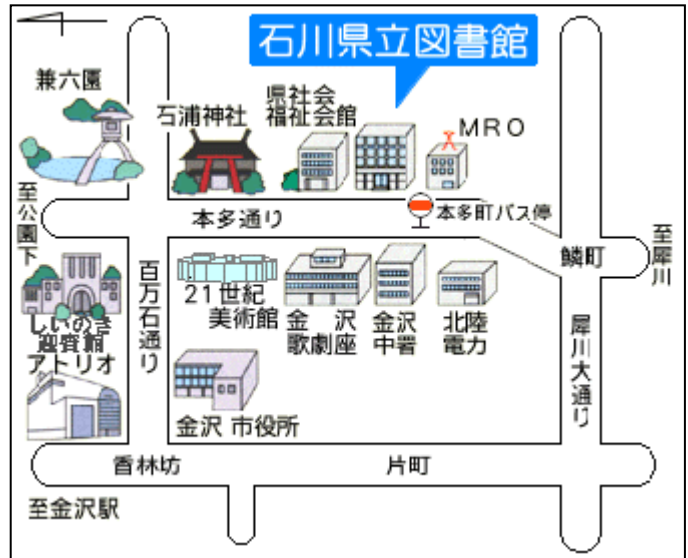 石川県立図書館
兼六園
石浦神社
県社会
福祉会館
MRO
至公園下
本多通り
本多町バス停
至犀川
鱗町
百万石通り
21世紀
美術館
金沢
歌劇座
金沢
中署
北陸
電力
犀川大通り
しいのき
迎賓館
アトリオ
金沢市役所
香林坊
片町
至金沢駅